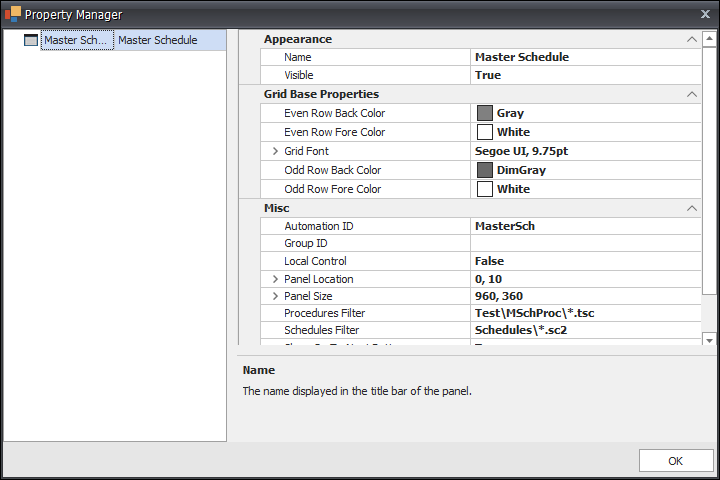 Property Manager
Master Sch... Master Schedule
Appearance
Name Master Schedule
Visible True
Grid Base Properties
Even Row Back Color Gray
Even Row Fore Color White
Grid Font Segoe UI, 9.75pt
Odd Row Back Color DimGray
Odd Row Fore Color White
Misc
Automation ID MasterSch
Group ID
Local Control False
Panel Location 0, 10
Panel Size 960, 360
Procedures Filter Test\MSchProc\*.tsc
Schedules Filter Schedules\*.sc2
Name
The name displayed in the title bar of the panel.
OK